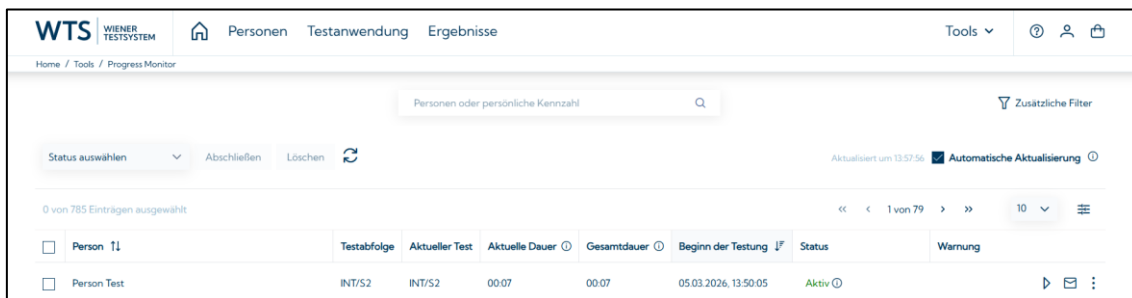 WTS WIENER TESTSYSTEM Personen Testanwendung Ergebnisse Tools
Home / Tools / Progress Monitor
Personen oder persönliche Kennzahl Zusätzliche Filter
Status auswählen Abschließen Löschen Aktualisiert um 13:57:56 Automatische Aktualisierung
0 von 785 Einträgen ausgewählt 1 von 79 10
Person Testabfolge Aktueller Test Aktuelle Dauer Gesamtdauer Beginn der Testung Status Warnung
Person Test INT/S2 INT/S2 00:07 00:07 05.03.2026, 13:50:05 Aktiv